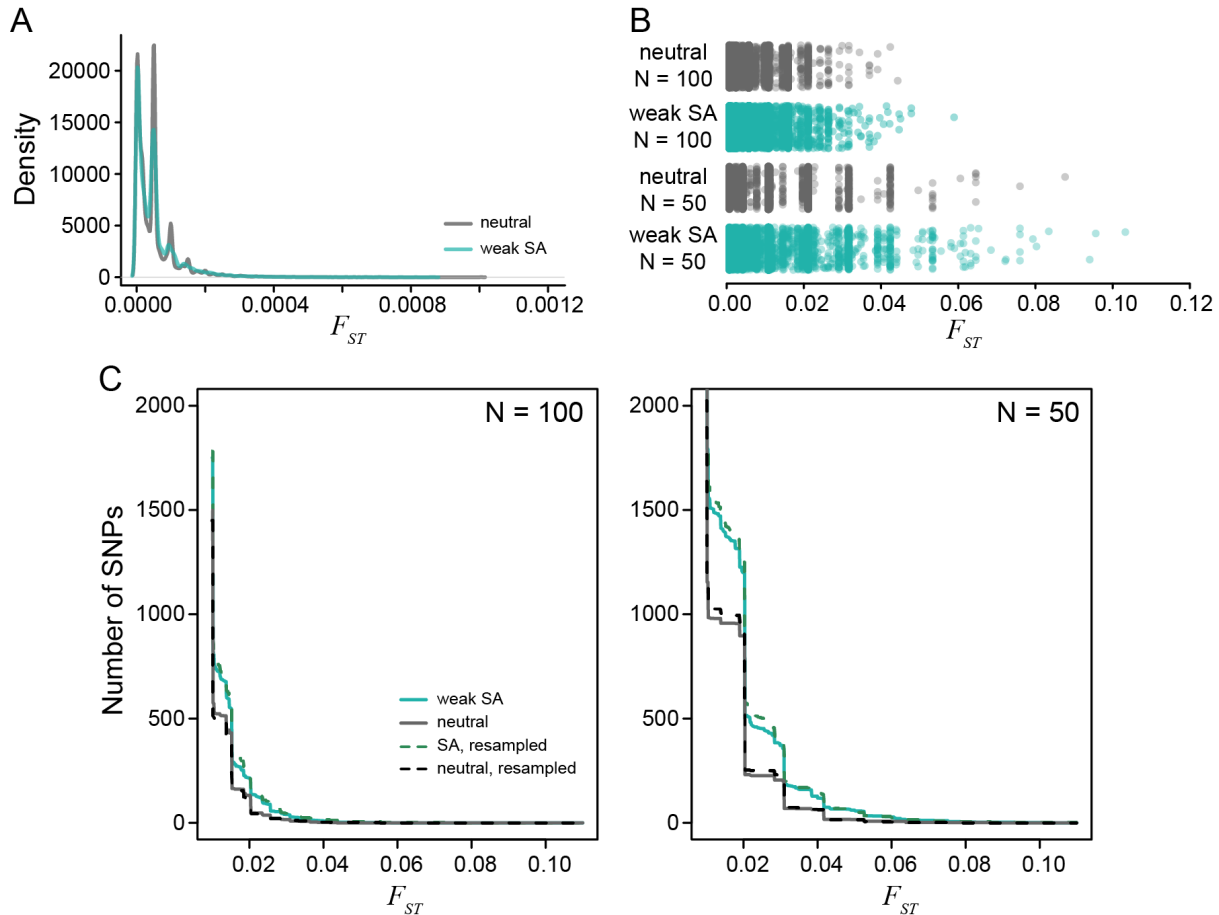 A
20000
15000
10000
5000
0
Density
neutral
weak SA
0.0000 0.0004 0.0008 0.0012
F_ST
B
neutral
N = 100
weak SA
N = 100
neutral
N = 50
weak SA
N = 50
0.00 0.02 0.04 0.06 0.08 0.10 0.12
F_ST
C
2000
1500
1000
500
0
Number of SNPs
N = 100
weak SA
neutral
SA, resampled
neutral, resampled
0.02 0.04 0.06 0.08 0.10
F_ST
2000
1500
1000
500
0
N = 50
0.02 0.04 0.06 0.08 0.10
F_ST